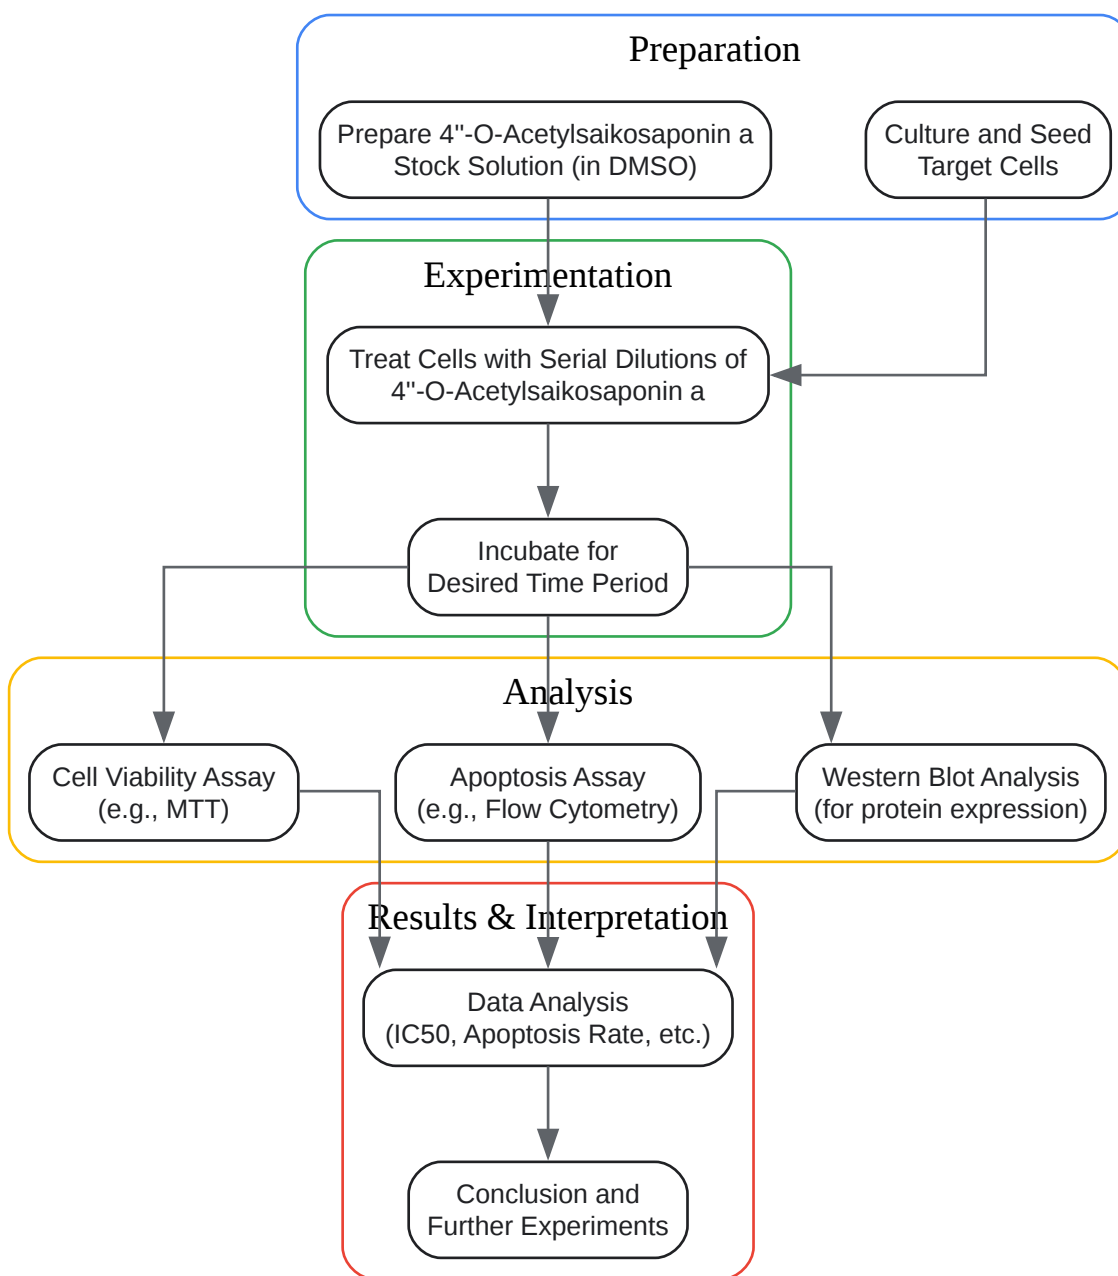 Preparation
Prepare 4"-O-Acetylsaikosaponin a
Stock Solution (in DMSO)
Culture and Seed
Target Cells
Experimentation
Treat Cells with Serial Dilutions of
4"-O-Acetylsaikosaponin a
Incubate for
Desired Time Period
Analysis
Cell Viability Assay
(e.g., MTT)
Apoptosis Assay
(e.g., Flow Cytometry)
Western Blot Analysis
(for protein expression)
Results & Interpretation
Data Analysis
(IC50, Apoptosis Rate, etc.)
Conclusion and
Further Experiments